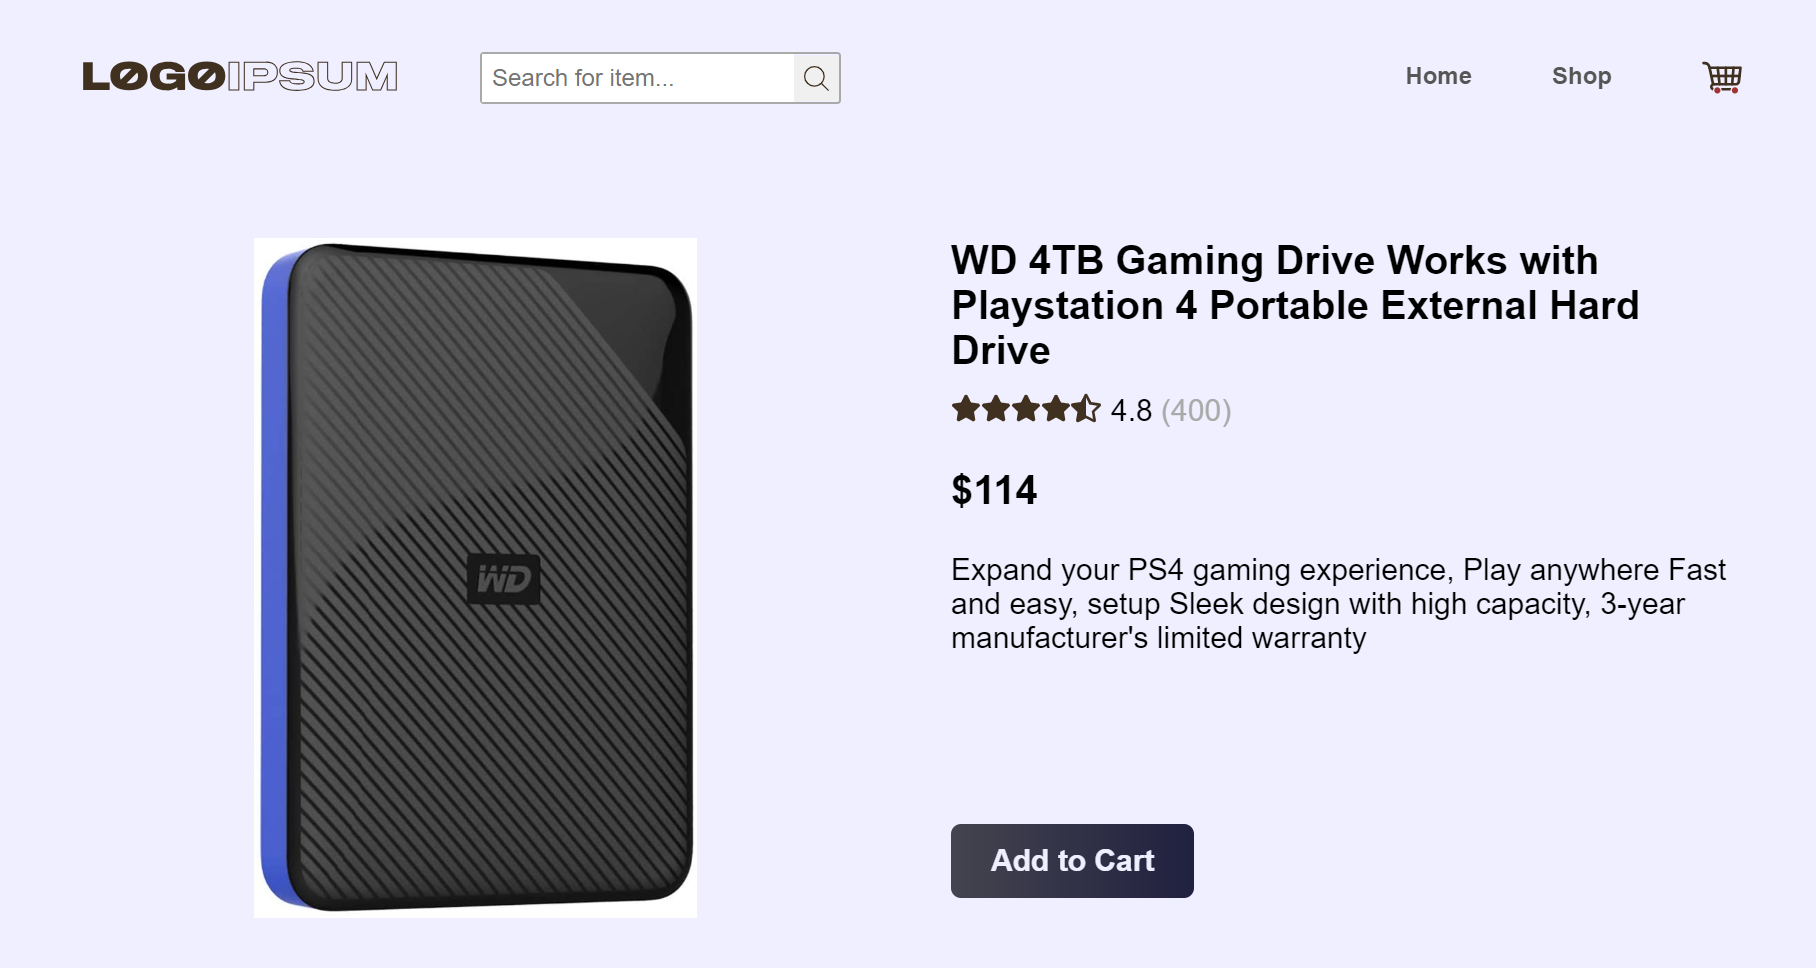 LOGOIPSUM
Search for item...
Home
Shop
WD 4TB Gaming Drive Works with
Playstation 4 Portable External Hard
Drive
4.8 (400)
$114
Expand your PS4 gaming experience, Play anywhere Fast
and easy, setup Sleek design with high capacity, 3-year
manufacturer's limited warranty
WD
Add to Cart